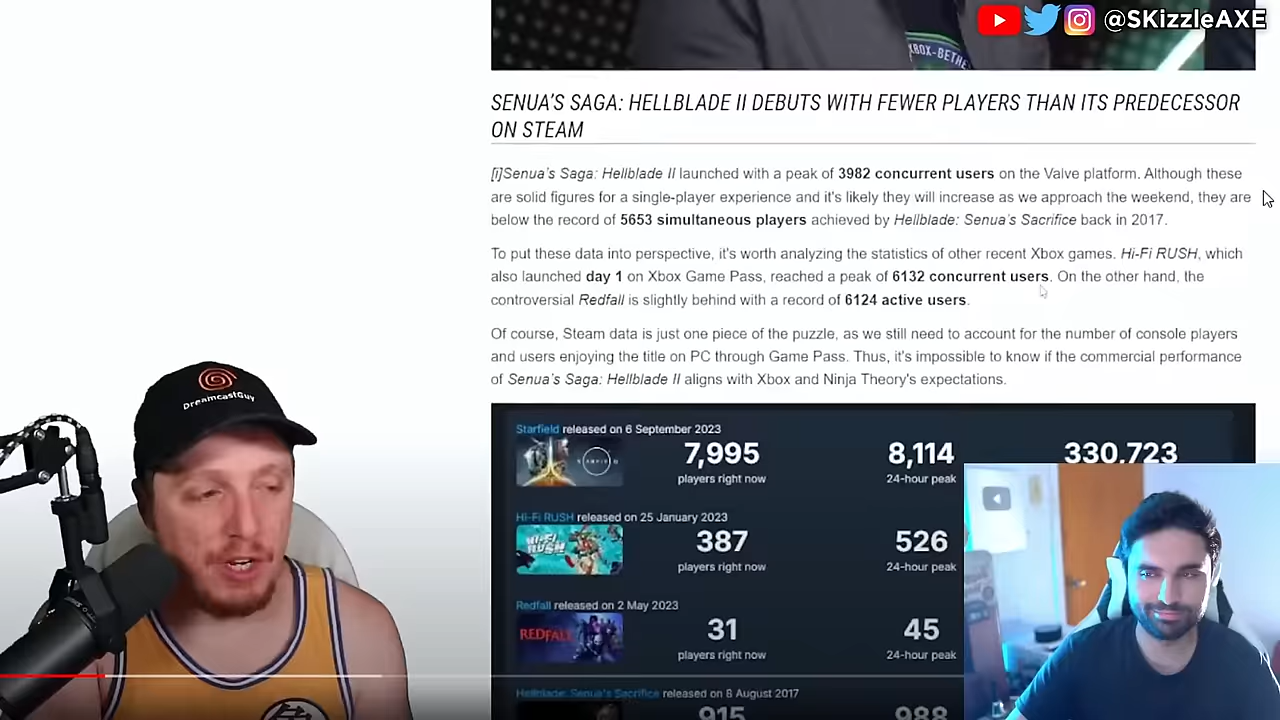 @SKizzleAXE
XBOX-BETHE
SENUA'S SAGA: HELLBLADE II DEBUTS WITH FEWER PLAYERS THAN ITS PREDECESSOR
ON STEAM
[i]Senua's Saga: Hellblade II launched with a peak of 3982 concurrent users on the Valve platform. Although these
are solid figures for a single-player experience and it's likely they will increase as we approach the weekend, they are
below the record of 5653 simultaneous players achieved by Hellblade: Senua's Sacrifice back in 2017.
To put these data into perspective, it's worth analyzing the statistics of other recent Xbox games. Hi-Fi RUSH, which
also launched day 1 on Xbox Game Pass, reached a peak of 6132 concurrent users. On the other hand, the
controversial Redfall is slightly behind with a record of 6124 active users.
Of course, Steam data is just one piece of the puzzle, as we still need to account for the number of console players
and users enjoying the title on PC through Game Pass. Thus, it's impossible to know if the commercial performance
of Senua's Saga: Hellblade II aligns with Xbox and Ninja Theory's expectations.
DreamcastGuy
Starfield released on 6 September 2023
7,995 8,114 330,723
players right now 24-hour peak
Hi-Fi RUSH released on 25 January 2023
HI-FI RUSH
387 526
players right now 24-hour peak
Redfall released on 2 May 2023
REDFALL
31 45
players right now 24-hour peak
Hellblade: Senua's Sacrifice released on 8 August 2017
915 988